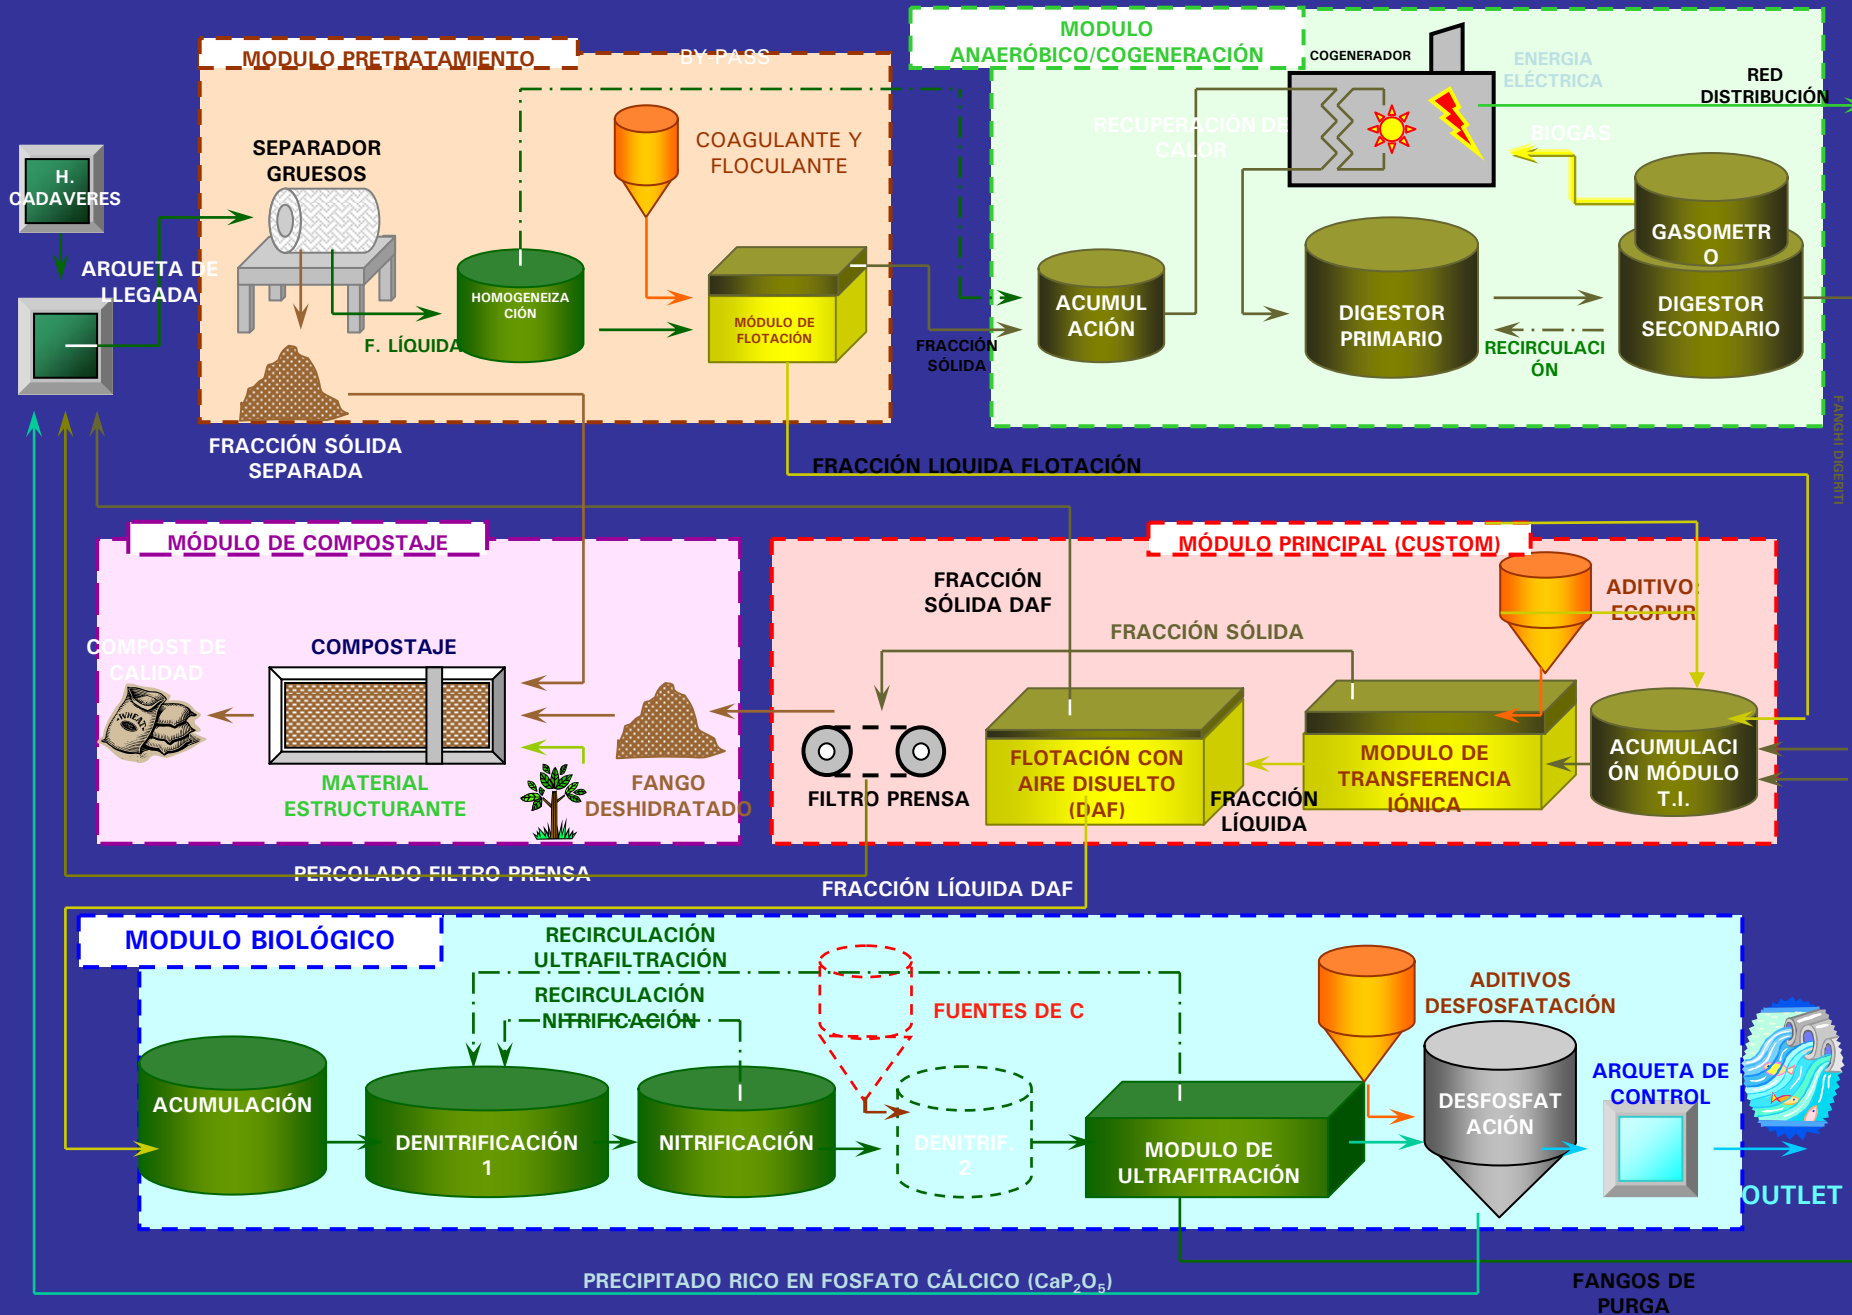 MODULO PRETRATAMIENTO
BY-PASS
MODULO
ANAERÓBICO/COGENERACIÓN
COGENERADOR
ENERGIA
ELÉCTRICA
RED
DISTRIBUCIÓN
H.
CADAVERES
ARQUETA DE
LLEGADA
SEPARADOR
GRUESOS
COAGULANTE Y
FLOCULANTE
RECUPERACIÓN DE
CALOR
BIOGAS
GASOMETR
O
HOMOGENEIZA
CIÓN
F. LÍQUIDA
MÓDULO DE
FLOTACIÓN
FRACCIÓN
SÓLIDA
ACUMUL
ACIÓN
DIGESTOR
PRIMARIO
RECIRCULACI
ÓN
DIGESTOR
SECONDARIO
FANGHI DIGERITI
FRACCIÓN SÓLIDA
SEPARADA
FRACCIÓN LIQUIDA FLOTACIÓN
MÓDULO DE COMPOSTAJE
MÓDULO PRINCIPAL (CUSTOM)
FRACCIÓN
SÓLIDA DAF
FRACCIÓN SÓLIDA
ECOPUR
COMPOST DE
CALIDAD
WHEAT
COMPOSTAJE
MATERIAL
ESTRUCTURANTE
FANGO
DESHIDRATADO
FILTRO PRENSA
FLOTACIÓN CON
AIRE DISUELTO
(DAF)
FRACCIÓN
LÍQUIDA
MODULO DE
TRANSFERENCIA
IÓNICA
ACUMULACI
ÓN MÓDULO
T.I.
PERCOLADO FILTRO PRENSA
FRACCIÓN LÍQUIDA DAF
MODULO BIOLÓGICO
RECIRCULACIÓN
ULTRAFILTRACIÓN
RECIRCULACIÓN
NITRIFICACIÓN
FUENTES DE C
ADITIVOS
DESFOSFATACIÓN
ACUMULACIÓN
DENITRIFICACIÓN
1
NITRIFICACIÓN
DENITRIF.
2
MODULO DE
ULTRAFITRACIÓN
DESFOSFAT
ACIÓN
ARQUETA DE
CONTROL
OUTLET
PRECIPITADO RICO EN FOSFATO CÁLCICO (CaP₂O₅)
FANGOS DE
PURGA